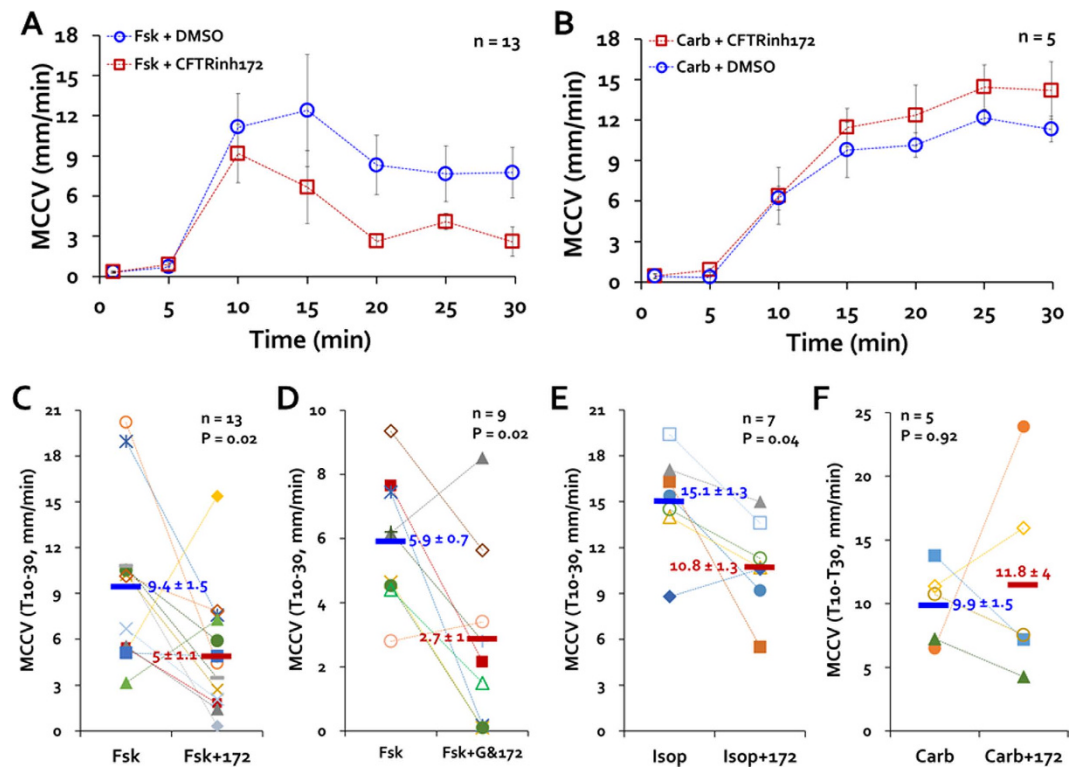 A
Fsk + DMSO
Fsk + CFTRinh172
n = 13
MCCV (mm/min)
18
15
12
9
6
3
0
0 5 10 15 20 25 30
Time (min)
B
Carb + CFTRinh172
Carb + DMSO
n = 5
MCCV (mm/min)
18
15
12
9
6
3
0
0 5 10 15 20 25 30
Time (min)
C
n = 13
P = 0.02
MCCV (T10-30, mm/min)
21
18
15
12
9
6
3
0
9.4 ± 1.5
5 ± 1.1
Fsk Fsk+172
D
n = 9
P = 0.02
MCCV (T10-30, mm/min)
10
8
6
4
2
0
5.9 ± 0.7
2.7 ± 1
Fsk Fsk+G&172
E
n = 7
P = 0.04
MCCV (T10-30, mm/min)
21
18
15
12
9
6
3
0
15.1 ± 1.3
10.8 ± 1.3
Isop Isop+172
F
n = 5
P = 0.92
MCCV (T10-T30, mm/min)
25
20
15
10
5
0
11.8 ± 4
9.9 ± 1.5
Carb Carb+172